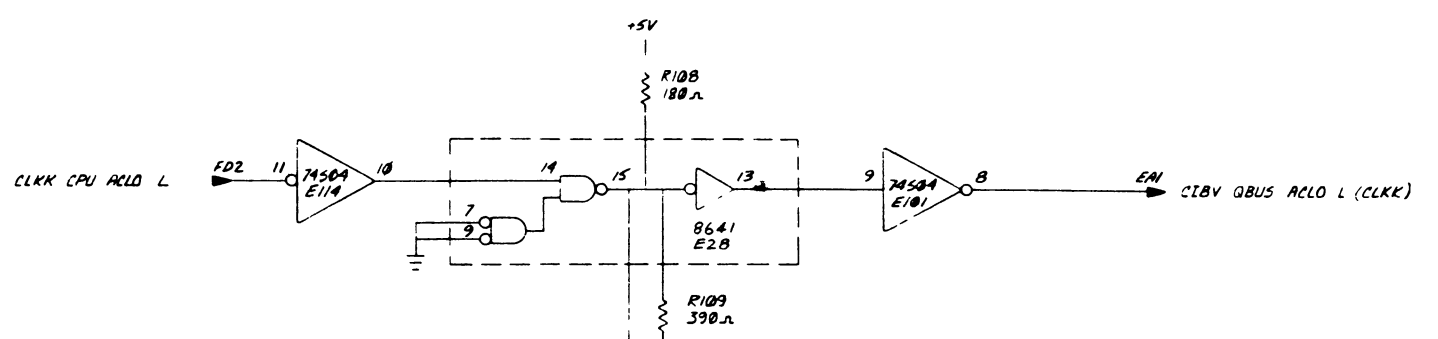 +5V
R108
180Ω
CLKK CPU ACLO L
FD2
11
74S04
E114
10
14
15
7
9
13
8641
E28
9
74S04
E101
8
EA1
CIBV QBUS ACLO L (CLKK)
R109
390Ω